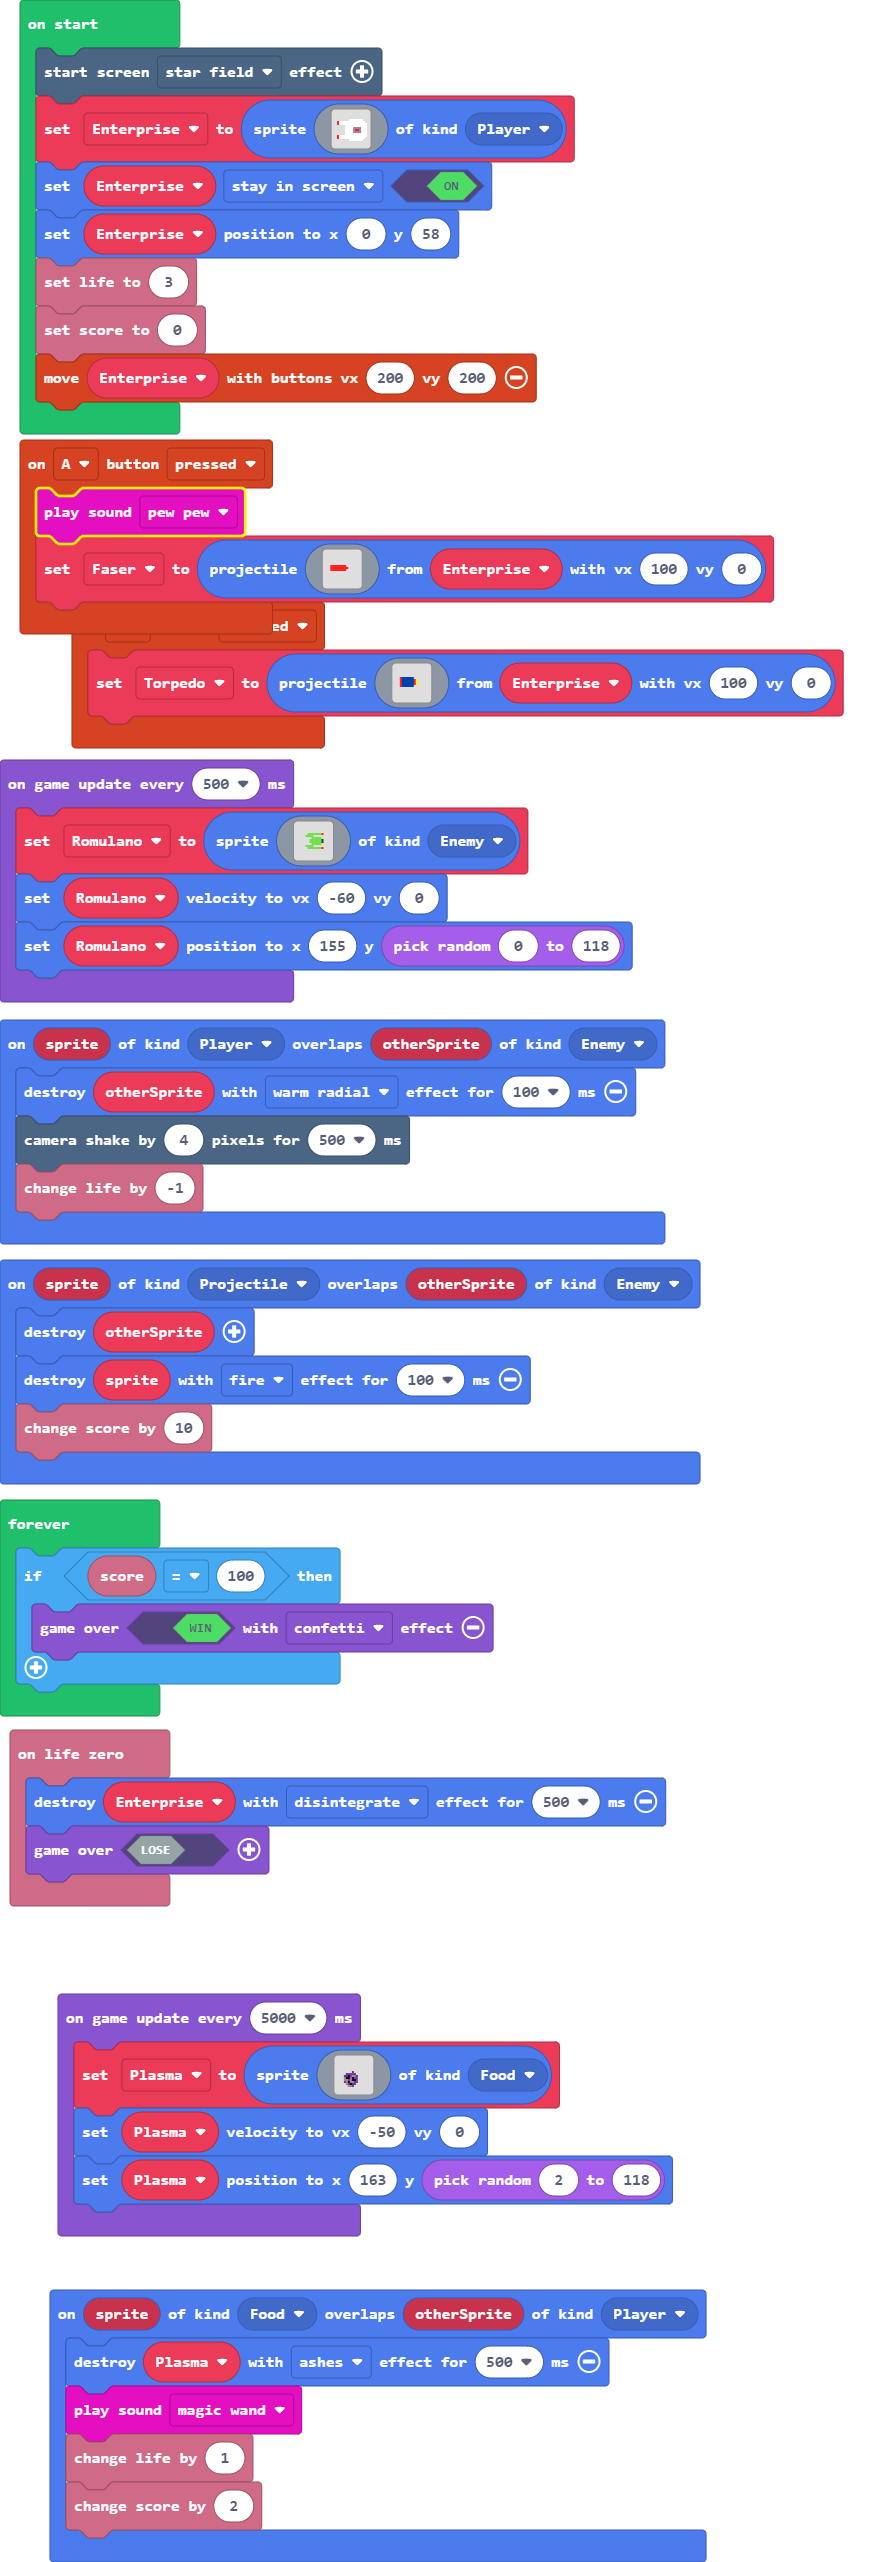 on start
start screen star field effect
set Enterprise to sprite of kind Player
set Enterprise stay in screen ON
set Enterprise position to x 0 y 58
set life to 3
set score to 0
move Enterprise with buttons vx 200 vy 200
on A button pressed
play sound pew pew
set Faser to projectile from Enterprise with vx 100 vy 0
ed
set Torpedo to projectile from Enterprise with vx 100 vy 0
on game update every 500 ms
set Romulano to sprite of kind Enemy
set Romulano velocity to vx -60 vy 0
set Romulano position to x 155 y pick random 0 to 118
on sprite of kind Player overlaps otherSprite of kind Enemy
destroy otherSprite with warm radial effect for 100 ms
camera shake by 4 pixels for 500 ms
change life by -1
on sprite of kind Projectile overlaps otherSprite of kind Enemy
destroy otherSprite
destroy sprite with fire effect for 100 ms
change score by 10
forever
if score = 100 then
game over WIN with confetti effect
on life zero
destroy Enterprise with disintegrate effect for 500 ms
game over LOSE
on game update every 5000 ms
set Plasma to sprite of kind Food
set Plasma velocity to vx -50 vy 0
set Plasma position to x 163 y pick random 2 to 118
on sprite of kind Food overlaps otherSprite of kind Player
destroy Plasma with ashes effect for 500 ms
play sound magic wand
change life by 1
change score by 2